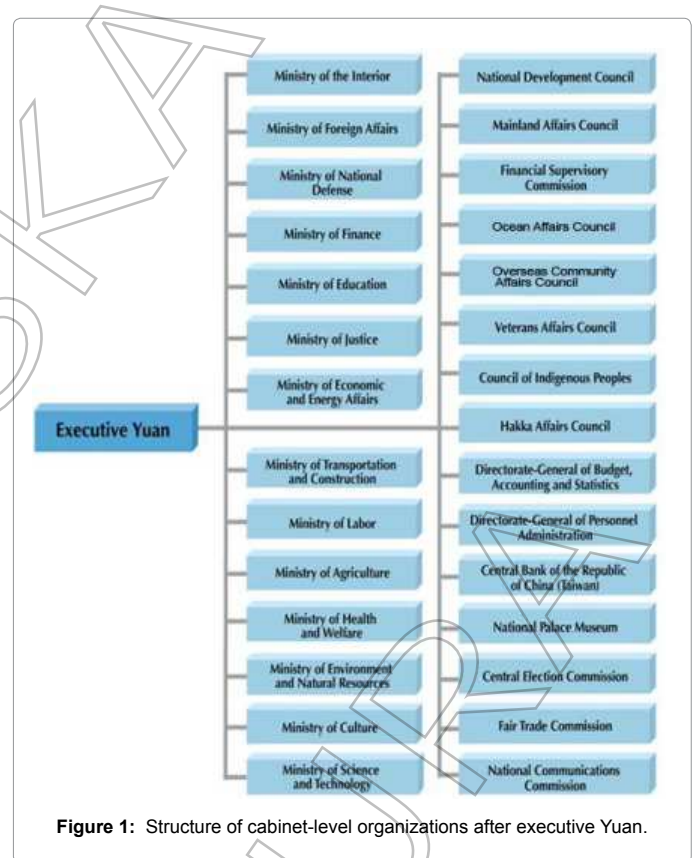 Executive Yuan
Ministry of the Interior
Ministry of Foreign Affairs
Ministry of National
Defense
Ministry of Finance
Ministry of Education
Ministry of Justice
Ministry of Economic
and Energy Affairs
Ministry of Transportation
and Construction
Ministry of Labor
Ministry of Agriculture
Ministry of Health
and Welfare
Ministry of Environment
and Natural Resources
Ministry of Culture
Ministry of Science
and Technology
National Development Council
Mainland Affairs Council
Financial Supervisory
Commission
Ocean Affairs Council
Overseas Community
Affairs Council
Veterans Affairs Council
Council of Indigenous Peoples
Hakka Affairs Council
Directorate-General of Budget,
Accounting and Statistics
Directorate-General of Personnel
Administration
Central Bank of the Republic
of China (Taiwan)
National Palace Museum
Central Election Commission
Fair Trade Commission
National Communications
Commission
Figure 1: Structure of cabinet-level organizations after executive Yuan.